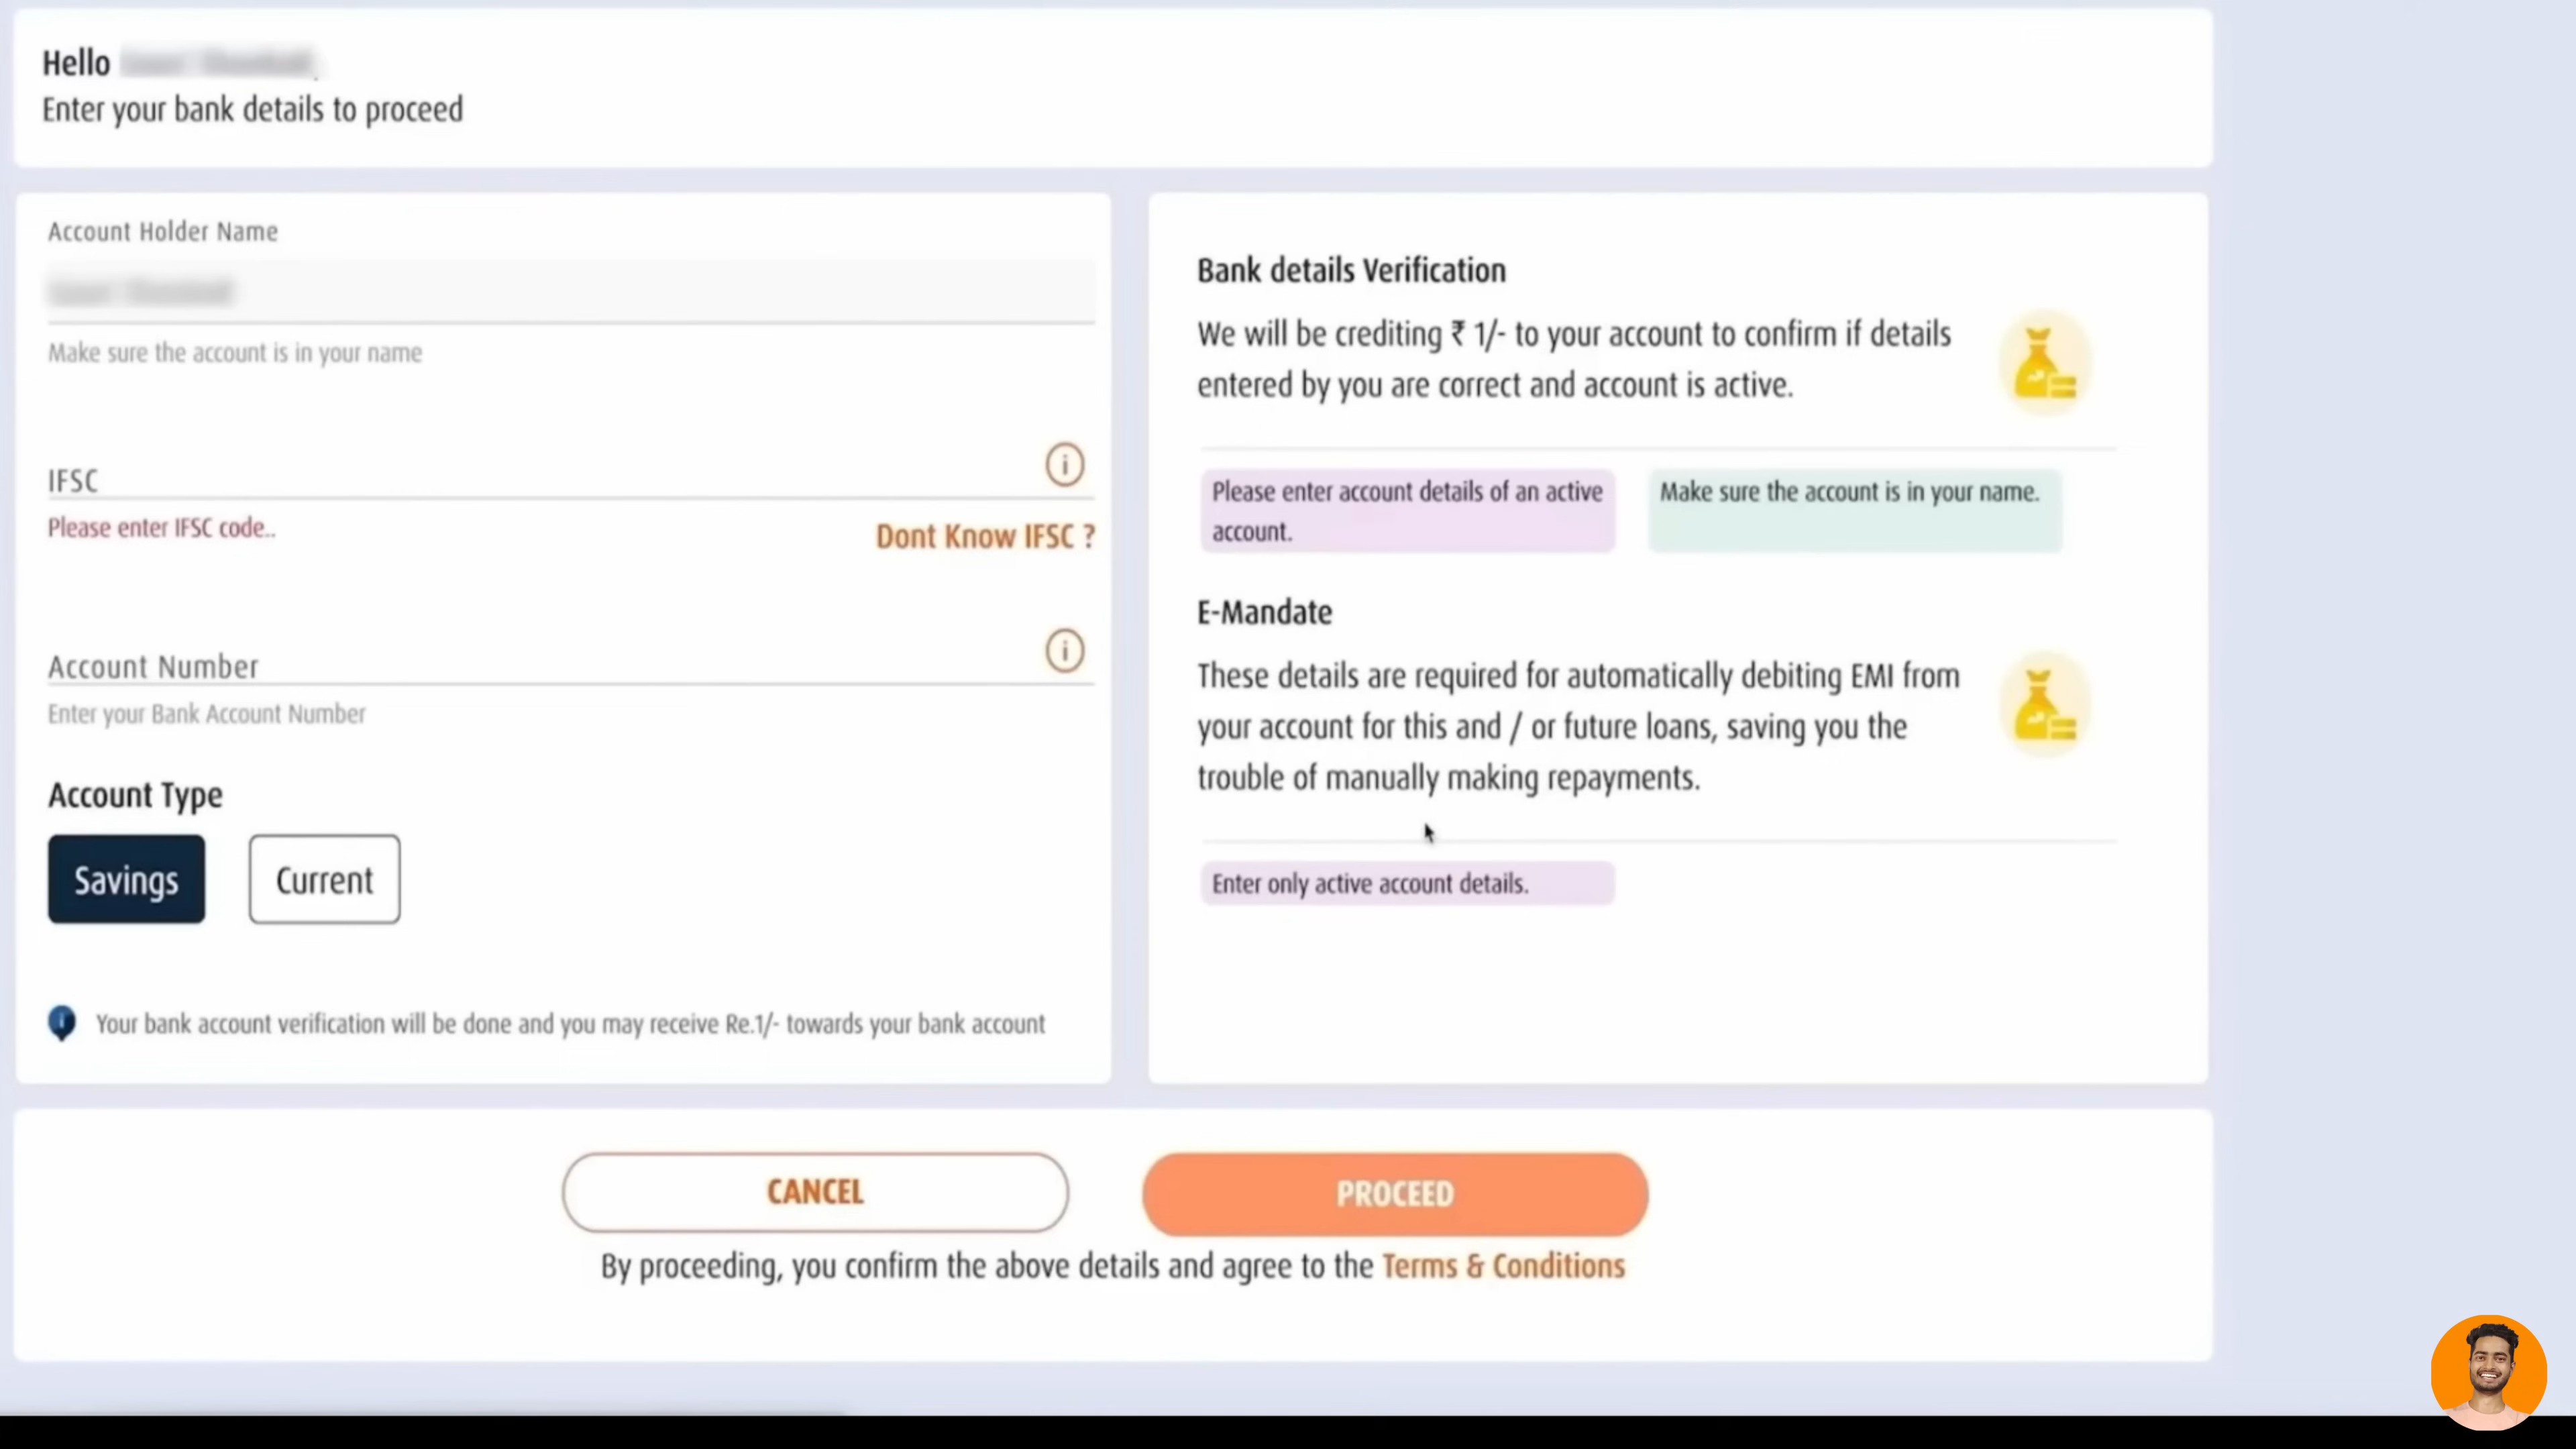 Hello
Enter your bank details to proceed
Account Holder Name
Make sure the account is in your name
IFSC
Please enter IFSC code..
Dont Know IFSC ?
Account Number
Enter your Bank Account Number
Account Type
Savings
Current
Your bank account verification will be done and you may receive Re.1/- towards your bank account
Bank details Verification
We will be crediting ₹ 1/- to your account to confirm if details
entered by you are correct and account is active.
Please enter account details of an active
account.
Make sure the account is in your name.
E-Mandate
These details are required for automatically debiting EMI from
your account for this and / or future loans, saving you the
trouble of manually making repayments.
Enter only active account details.
CANCEL
PROCEED
By proceeding, you confirm the above details and agree to the Terms & Conditions